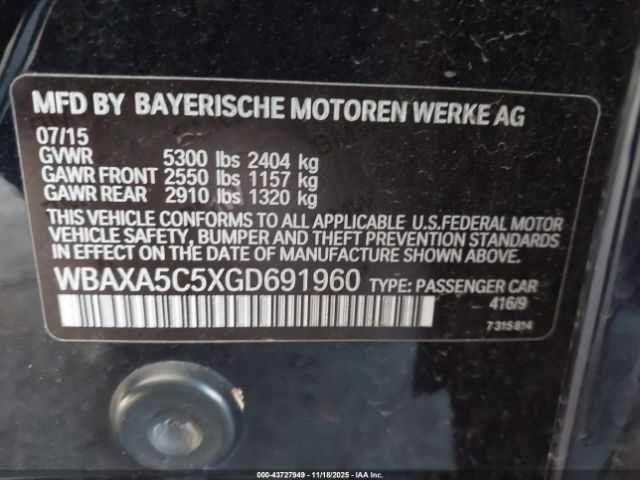 MFD BY BAYERISCHE MOTOREN WERKE AG
07/15
GVWR 5300 lbs 2404 kg
GAWR FRONT 2550 lbs 1157 kg
GAWR REAR 2910 lbs 1320 kg
THIS VEHICLE CONFORMS TO ALL APPLICABLE U.S.FEDERAL MOTOR
VEHICLE SAFETY, BUMPER AND THEFT PREVENTION STANDARDS
IN EFFECT ON THE DATE OF MANUFACTURE SHOWN ABOVE.
WBAXA5C5XGD691960 TYPE: PASSENGER CAR
416/9
7315814
000-43727949 - 11/18/2025 - IAA, Inc.